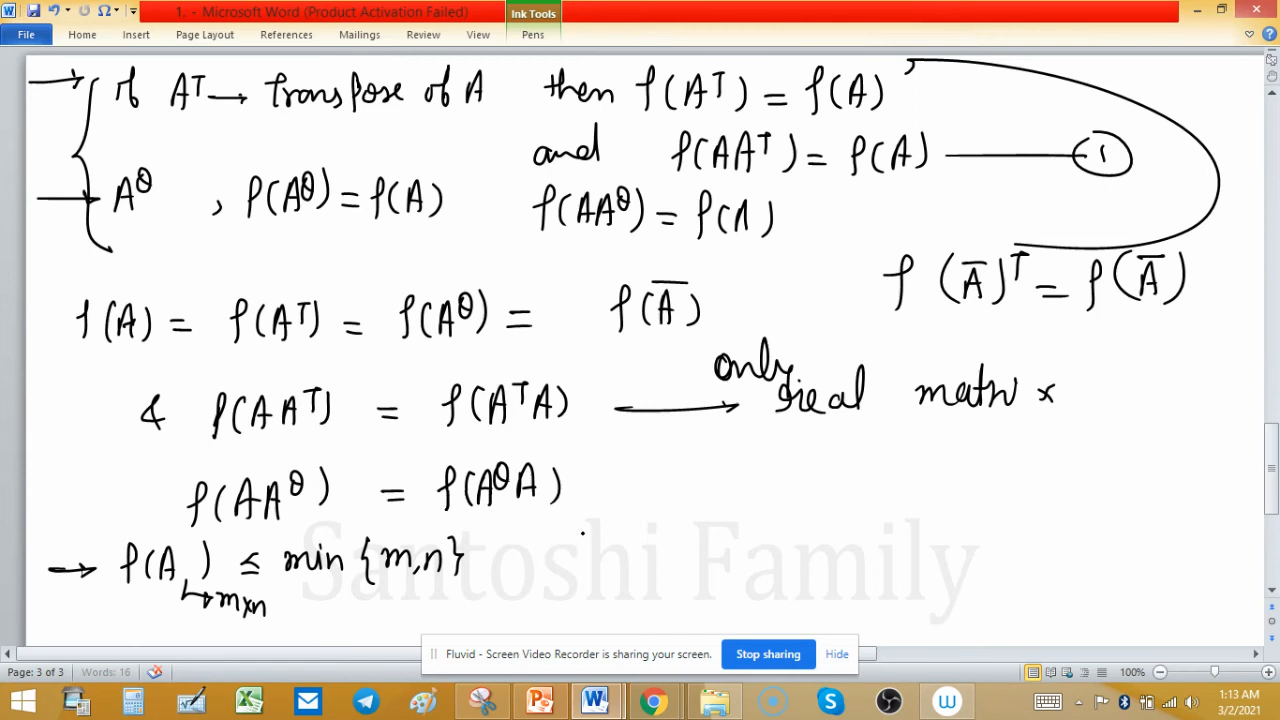 1. - Microsoft Word (Product Activation Failed)
Ink Tools
File Home Insert Page Layout References Mailings Review View Pens
→ { If Aᵀ → transpose of A then ρ(Aᵀ) = ρ(A)
and ρ(AAᵀ) = ρ(A) — ①
→ A^θ , ρ(A^θ) = ρ(A) ρ(AA^θ) = ρ(A)
ρ (Ā)ᵀ = ρ(Ā)
ρ(A) = ρ(Aᵀ) = ρ(A^θ) = ρ(Ā)
only
& ρ(AAᵀ) = ρ(AᵀA) → real matrix
ρ(AA^θ) = ρ(A^θA)
→ ρ(A ) ≤ min {m,n}
↳ m×n
Santoshi Family
Fluvid - Screen Video Recorder is sharing your screen. Stop sharing Hide
Page: 3 of 3 Words: 16 100%
1:13 AM
3/2/2021